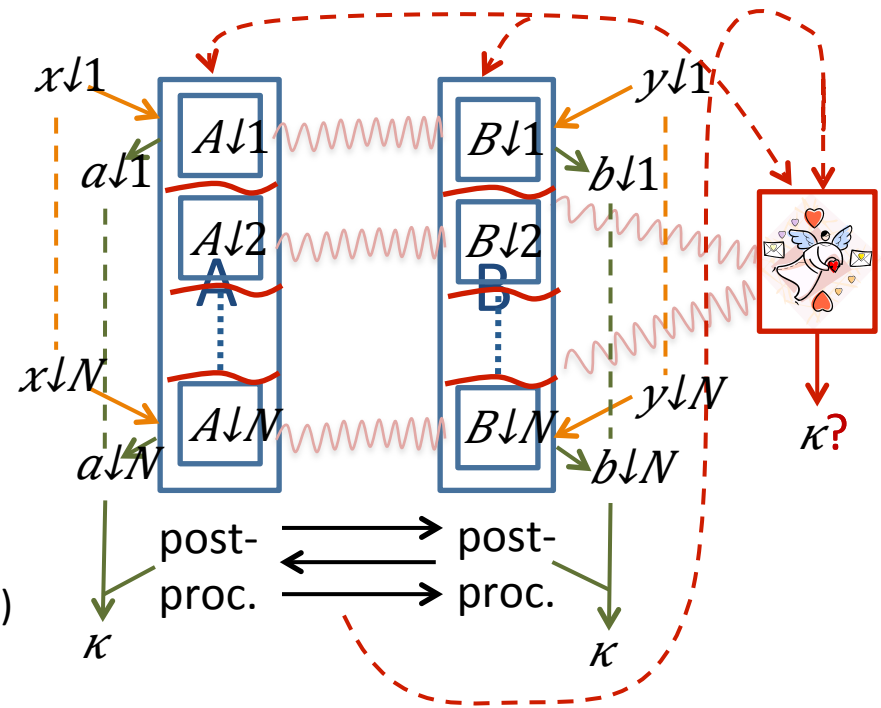 x↓1 A↓1 B↓1 y↓1
a↓1 b↓1
A↓2 B↓2
A B
x↓N A↓N B↓N y↓N
a↓N b↓N κ?
post- post-
proc. proc.
)
κ κ